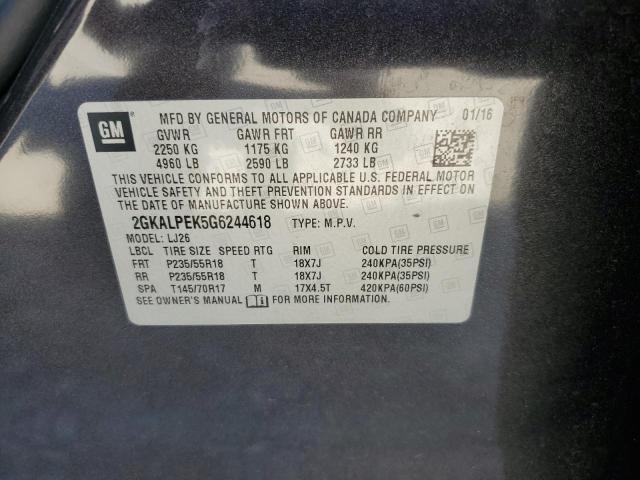 GM
MFD BY GENERAL MOTORS OF CANADA COMPANY 01/16
GVWR GAWR FRT GAWR RR
2250 KG 1175 KG 1240 KG
4960 LB 2590 LB 2733 LB
THIS VEHICLE CONFORMS TO ALL APPLICABLE U.S. FEDERAL MOTOR
VEHICLE SAFETY AND THEFT PREVENTION STANDARDS IN EFFECT ON
THE DATE OF MANUFACTURE SHOWN ABOVE.
2GKALPEK5G6244618 TYPE: M.P.V.
MODEL: LJ26
LBCL TIRE SIZE SPEED RTG RIM COLD TIRE PRESSURE
FRT P235/55R18 T 18X7J 240KPA(35PSI)
RR P235/55R18 T 18X7J 240KPA(35PSI)
SPA T145/70R17 M 17X4.5T 420KPA(60PSI)
SEE OWNER'S MANUAL FOR MORE INFORMATION.